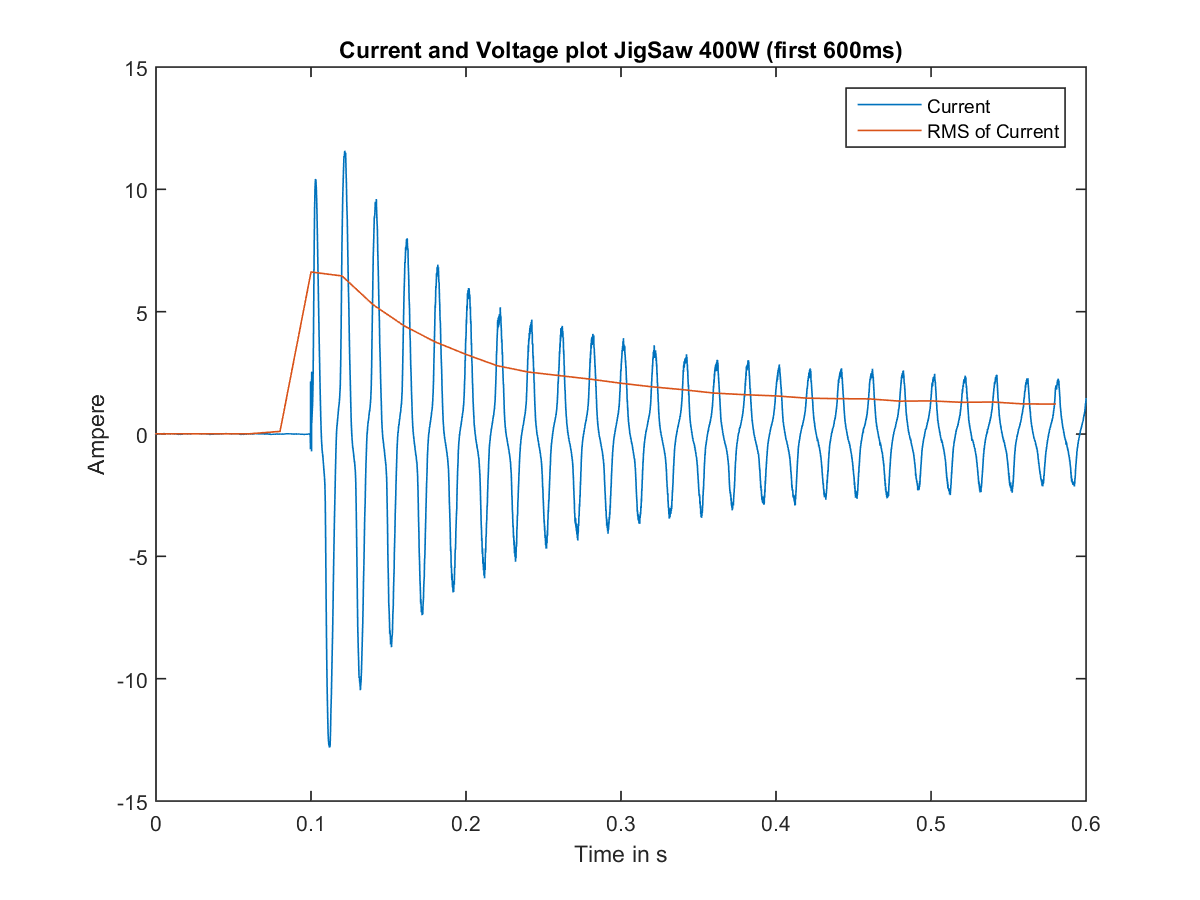 Current and Voltage plot JigSaw 400W (first 600ms)
15
10
5
0
-5
-10
-15
Ampere
Current
RMS of Current
0 0.1 0.2 0.3 0.4 0.5 0.6
Time in s